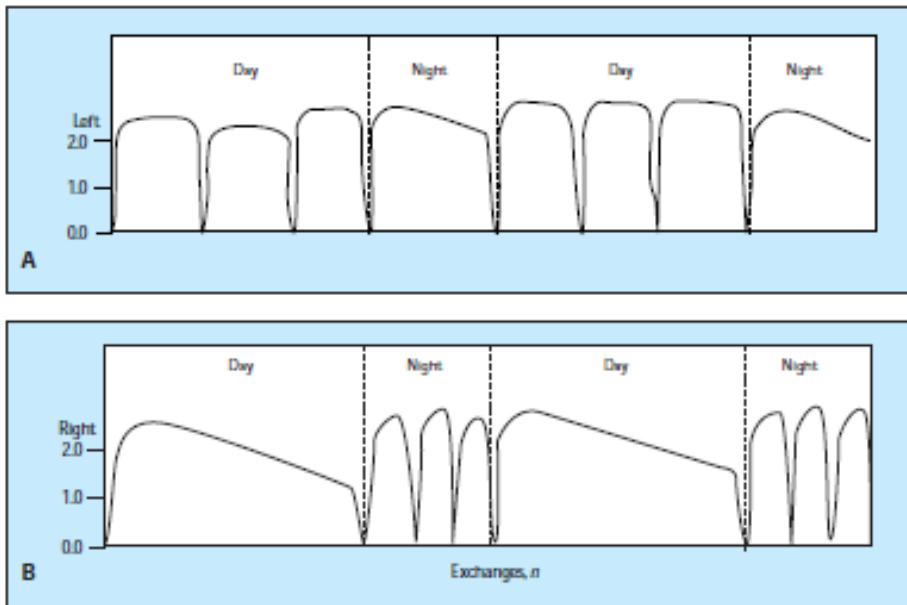 Day Night Day Night
Left
2.0
1.0
0.0
A
Day Night Day Night
Right
2.0
1.0
0.0
B
Exchanges, n